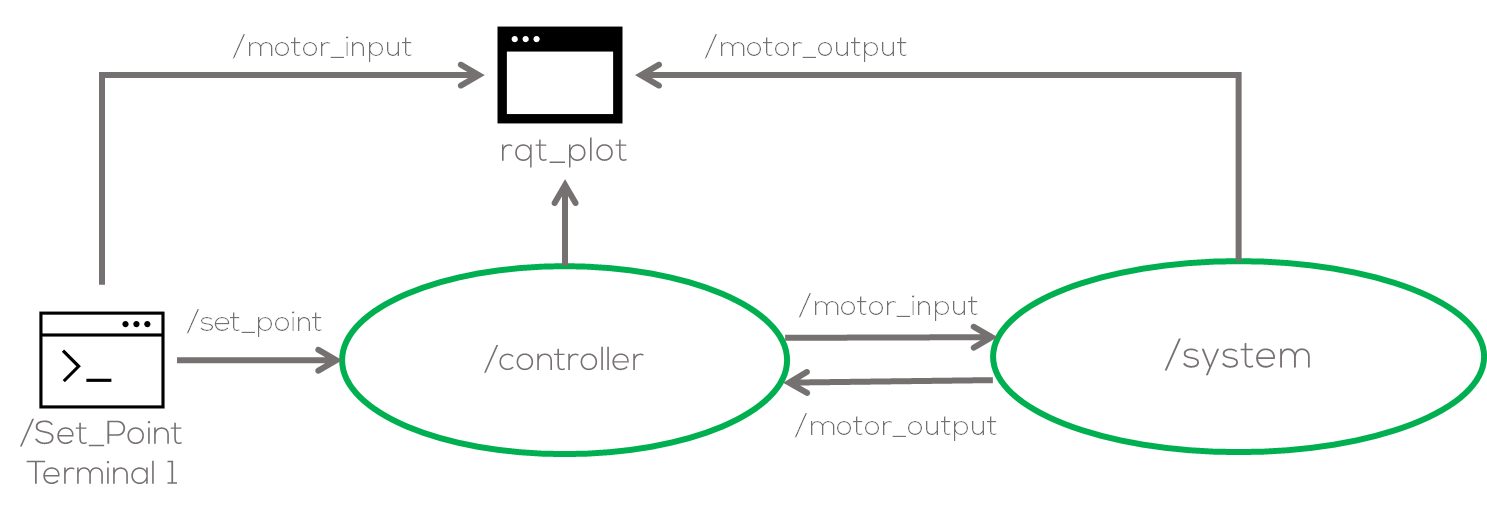 /motor_input
/motor_output
rqt_plot
/set_point
/motor_input
/controller
/system
/motor_output
/Set_Point
Terminal 1